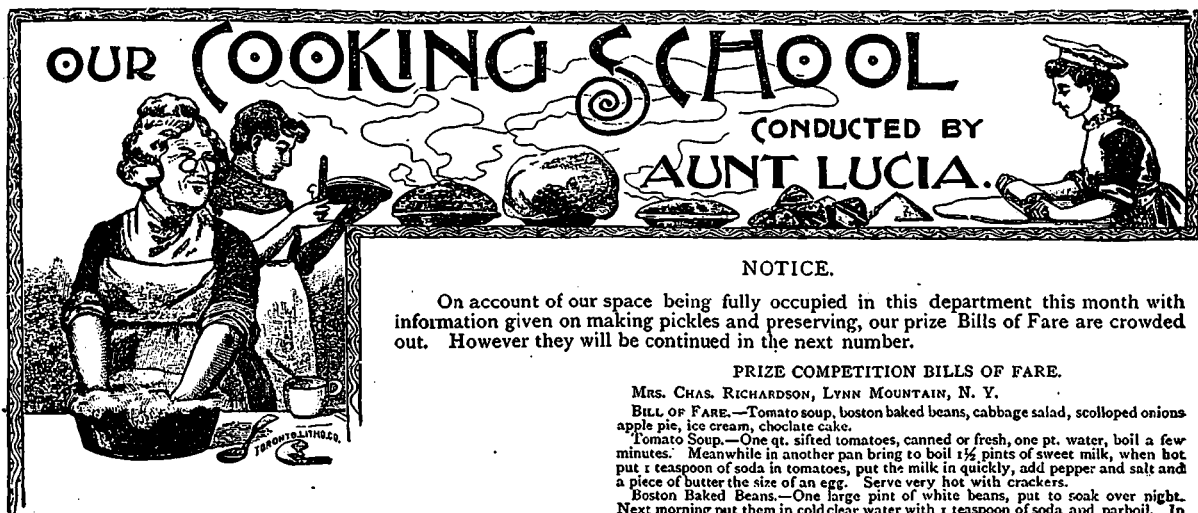 OUR COOKING SCHOOL
CONDUCTED BY
AUNT LUCIA.
TORONTO LITHO. CO.
NOTICE.
On account of our space being fully occupied in this department this month with
information given on making pickles and preserving, our prize Bills of Fare are crowded
out. However they will be continued in the next number.
PRIZE COMPETITION BILLS OF FARE.
MRS. CHAS. RICHARDSON, LYNN MOUNTAIN, N. Y.
BILL OF FARE.—Tomato soup, boston baked beans, cabbage salad, scolloped onions
apple pie, ice cream, choclate cake.
Tomato Soup.—One qt. sifted tomatoes, canned or fresh, one pt. water, boil a few
minutes. Meanwhile in another pan bring to boil 1½ pints of sweet milk, when hot
put 1 teaspoon of soda in tomatoes, put the milk in quickly, add pepper and salt and
a piece of butter the size of an egg. Serve very hot with crackers.
Boston Baked Beans.—One large pint of white beans, put to soak over night.
Next morning put them in cold clear water with 1 teaspoon of soda and parboil. In